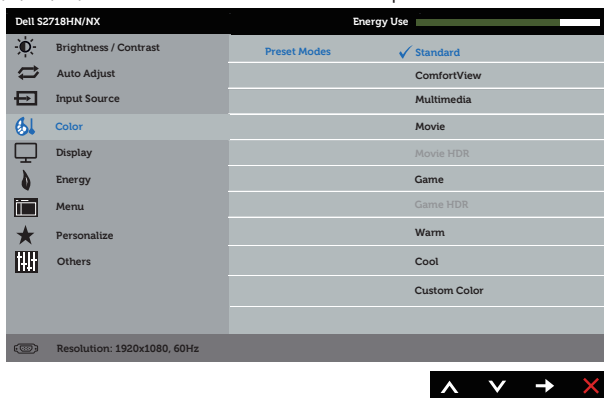 Dell S2718HN/NX Energy Use
Brightness / Contrast
Auto Adjust
Input Source
Color
Display
Energy
Menu
Personalize
Others
Preset Modes
Standard
ComfortView
Multimedia
Movie
Movie HDR
Game
Game HDR
Warm
Cool
Custom Color
Resolution: 1920x1080, 60Hz